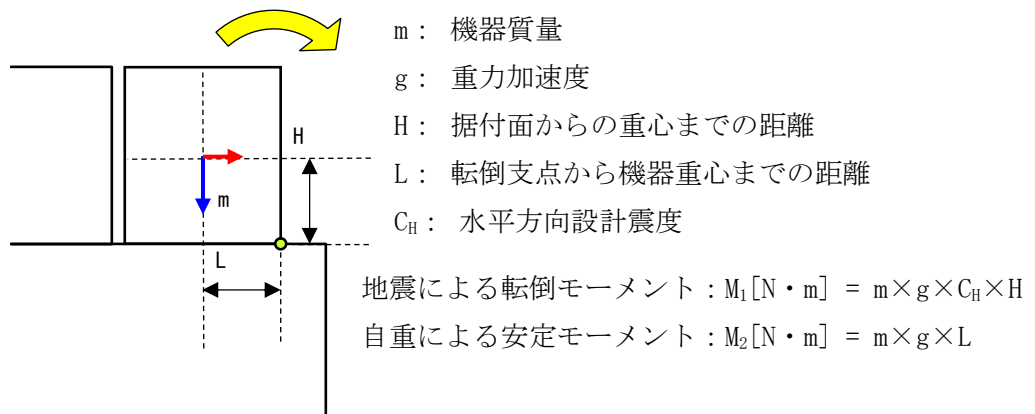 m： 機器質量
g： 重力加速度
H： 据付面からの重心までの距離
L： 転倒支点から機器重心までの距離
C_H： 水平方向設計震度
H
m
L
地震による転倒モーメント：M₁[N・m] = m×g×C_H×H
自重による安定モーメント：M₂[N・m] = m×g×L